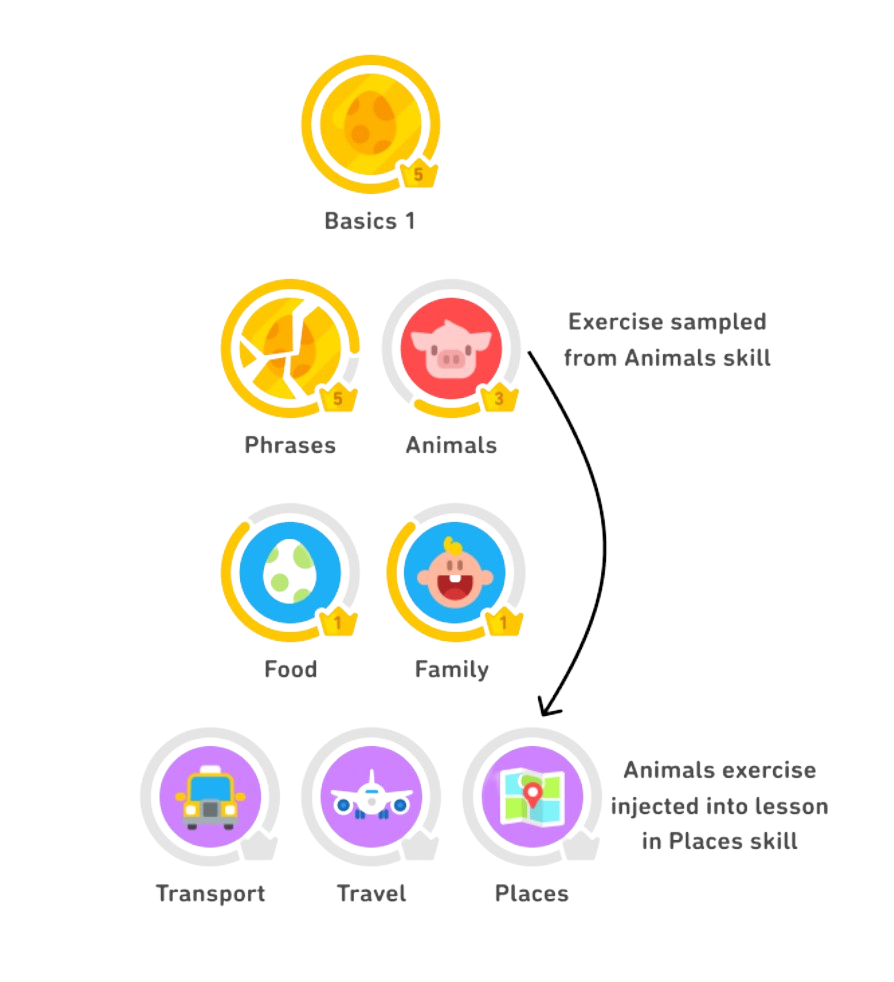 5
Basics 1
Exercise sampled
from Animals skill
5
3
Phrases
Animals
1
1
Food
Family
Animals exercise
injected into lesson
in Places skill
Transport
Travel
Places